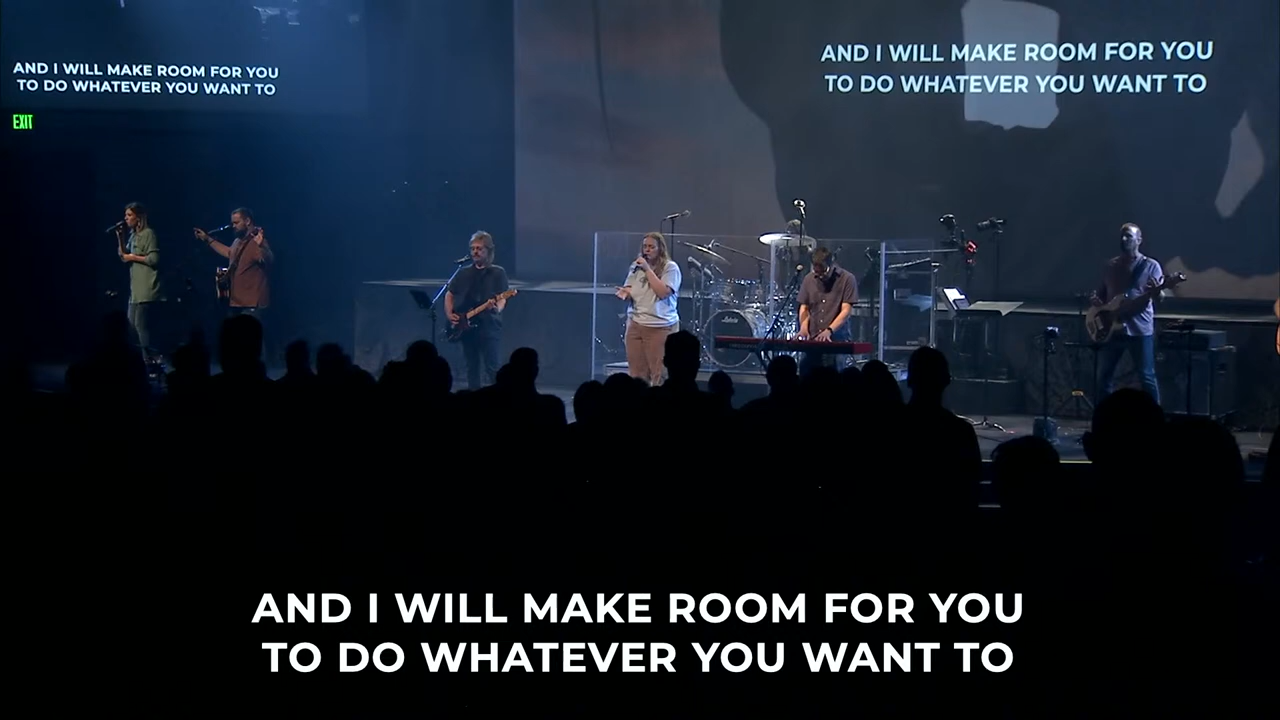 AND I WILL MAKE ROOM FOR YOU
TO DO WHATEVER YOU WANT TO
EXIT
AND I WILL MAKE ROOM FOR YOU
TO DO WHATEVER YOU WANT TO
AND I WILL MAKE ROOM FOR YOU
TO DO WHATEVER YOU WANT TO